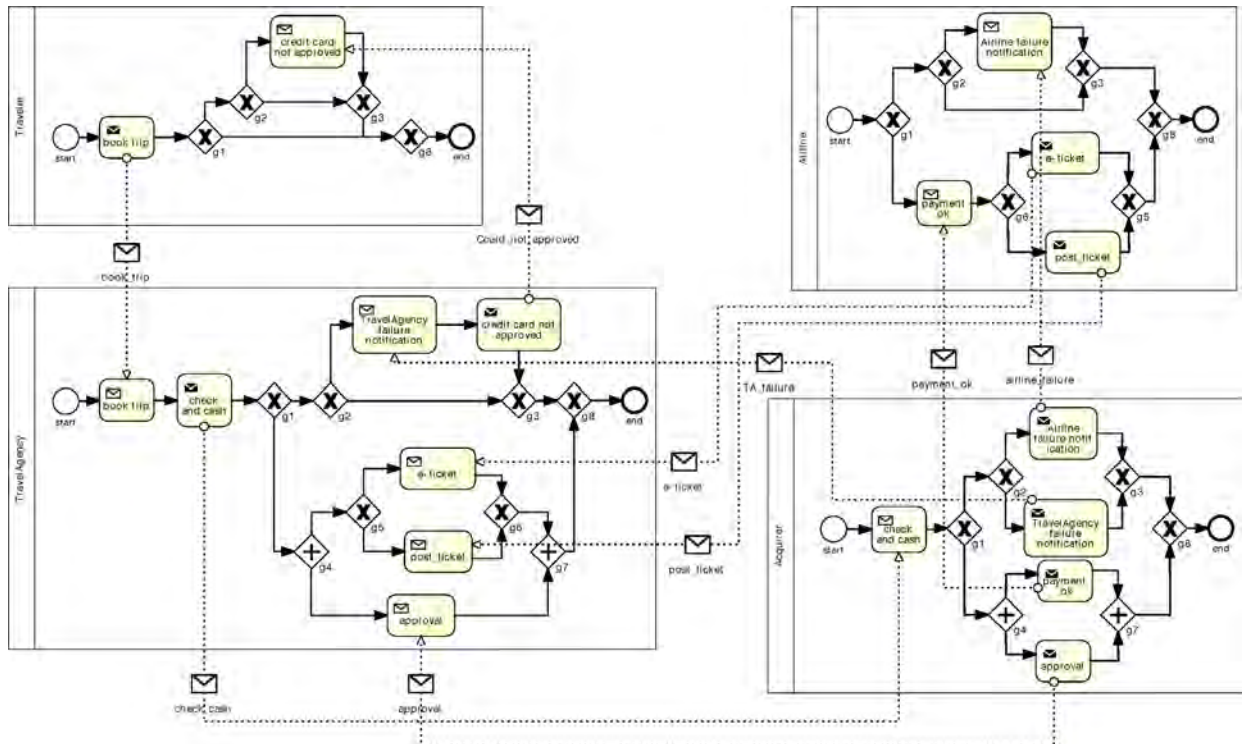 Traveler
start
book trip
g1
g2
credit card
not approved
g3
g8
end
book_trip
Could_not_approved
Airline
start
g1
g2
Airline failure
notification
g3
payment
ok
g6
e- ticket
post_ticket
g5
g8
end
TravelAgency
start
book trip
check
and cash
g1
g2
TravelAgency
failure
notification
credit card not
approved
g3
g8
end
g4
g5
e- ticket
post_ticket
g6
g7
approval
TA_failure
payment_ok
airline_failure
e-ticket
post_ticket
check_cash
approval
Acquirer
start
check
and cash
g1
g2
Airline
failure notif
ication
TravelAgency
failure
notification
g3
g4
payment
ok
approval
g7
g8
end